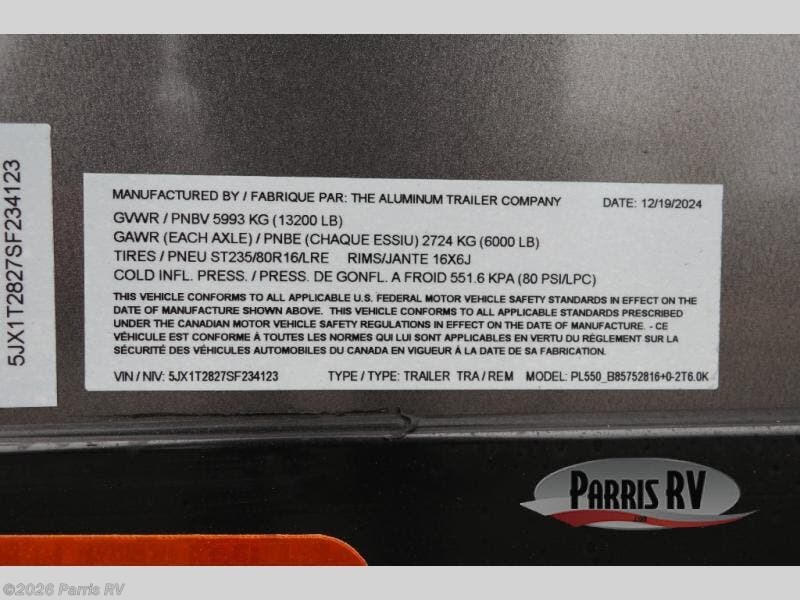 5JX1T2827SF234123
MANUFACTURED BY / FABRIQUE PAR: THE ALUMINUM TRAILER COMPANY DATE: 12/19/2024
GVWR / PNBV 5993 KG (13200 LB)
GAWR (EACH AXLE) / PNBE (CHAQUE ESSIU) 2724 KG (6000 LB)
TIRES / PNEU ST235/80R16/LRE RIMS/JANTE 16X6J
COLD INFL. PRESS. / PRESS. DE GONFL. A FROID 551.6 KPA (80 PSI/LPC)
THIS VEHICLE CONFORMS TO ALL APPLICABLE U.S. FEDERAL MOTOR VEHICLE SAFETY STANDARDS IN EFFECT ON THE
DATE OF MANUFACTURE SHOWN ABOVE. THIS VEHICLE CONFORMS TO ALL APPLICABLE STANDARDS PRESCRIBED
UNDER THE CANADIAN MOTOR VEHICLE SAFETY REGULATIONS IN EFFECT ON THE DATE OF MANUFACTURE. - CE
VÉHICULE EST CONFORME À TOUTES LES NORMES QUI LUI SONT APPLICABLES EN VERTU DU RÉGLEMENT SUR LA
SÉCURITÉ DES VÉHICULES AUTOMOBILES DU CANADA EN VIGUEUR À LA DATE DE SA FABRICATION.
VIN / NIV: 5JX1T2827SF234123 TYPE / TYPE: TRAILER TRA / REM MODEL: PL550_B85752816+0-2T6.0K
PARRIS RV
©2026 Parris RV